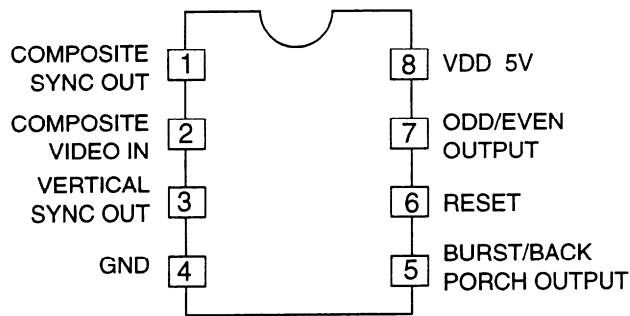 COMPOSITE
SYNC OUT
1
COMPOSITE
VIDEO IN
2
VERTICAL
SYNC OUT
3
GND
4
8
VDD 5V
7
ODD/EVEN
OUTPUT
6
RESET
5
BURST/BACK
PORCH OUTPUT